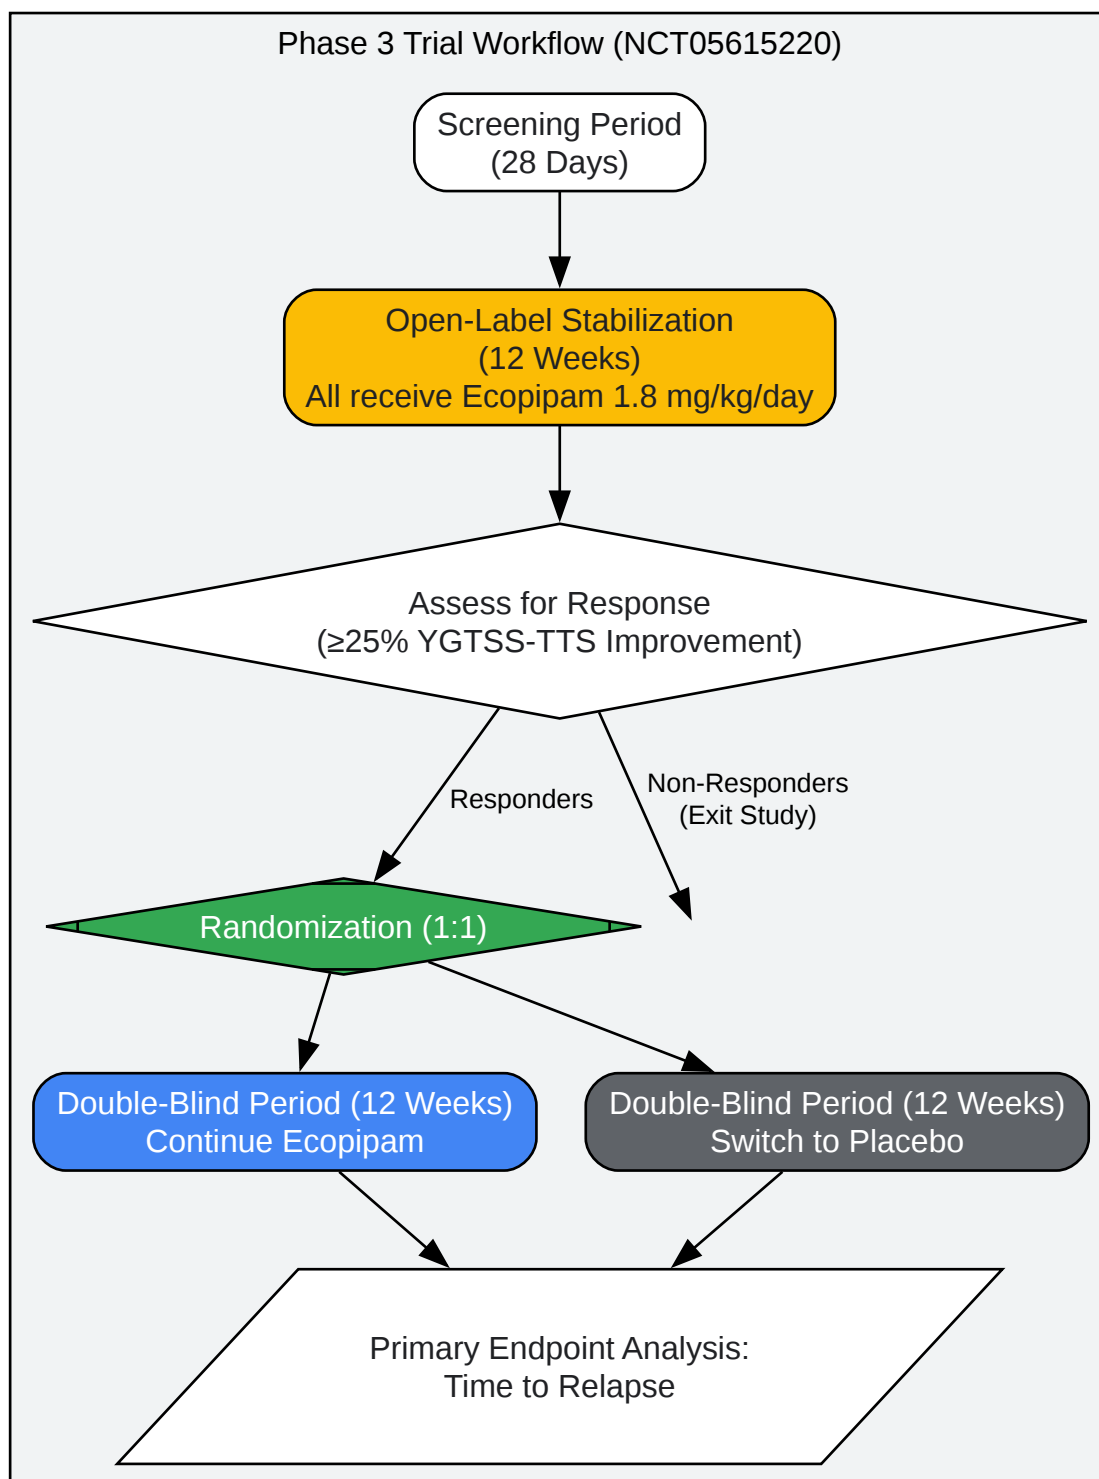 Phase 3 Trial Workflow (NCT05615220)
Screening Period
(28 Days)
Open-Label Stabilization
(12 Weeks)
All receive Ecopipam 1.8 mg/kg/day
Assess for Response
(≥25% YGTSS-TTS Improvement)
Responders
Non-Responders
(Exit Study)
Randomization (1:1)
Double-Blind Period (12 Weeks)
Continue Ecopipam
Double-Blind Period (12 Weeks)
Switch to Placebo
Primary Endpoint Analysis:
Time to Relapse